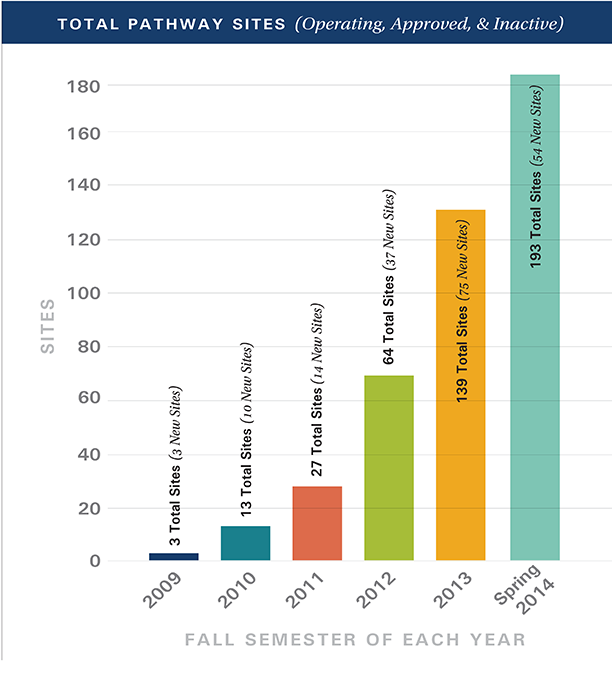 TOTAL PATHWAY SITES (Operating, Approved, & Inactive)
180
160
140
120
100
80
60
40
20
0
SITES
3 Total Sites (3 New Sites)
13 Total Sites (10 New Sites)
27 Total Sites (14 New Sites)
64 Total Sites (37 New Sites)
139 Total Sites (75 New Sites)
193 Total Sites (54 New Sites)
2009
2010
2011
2012
2013
Spring
2014
FALL SEMESTER OF EACH YEAR